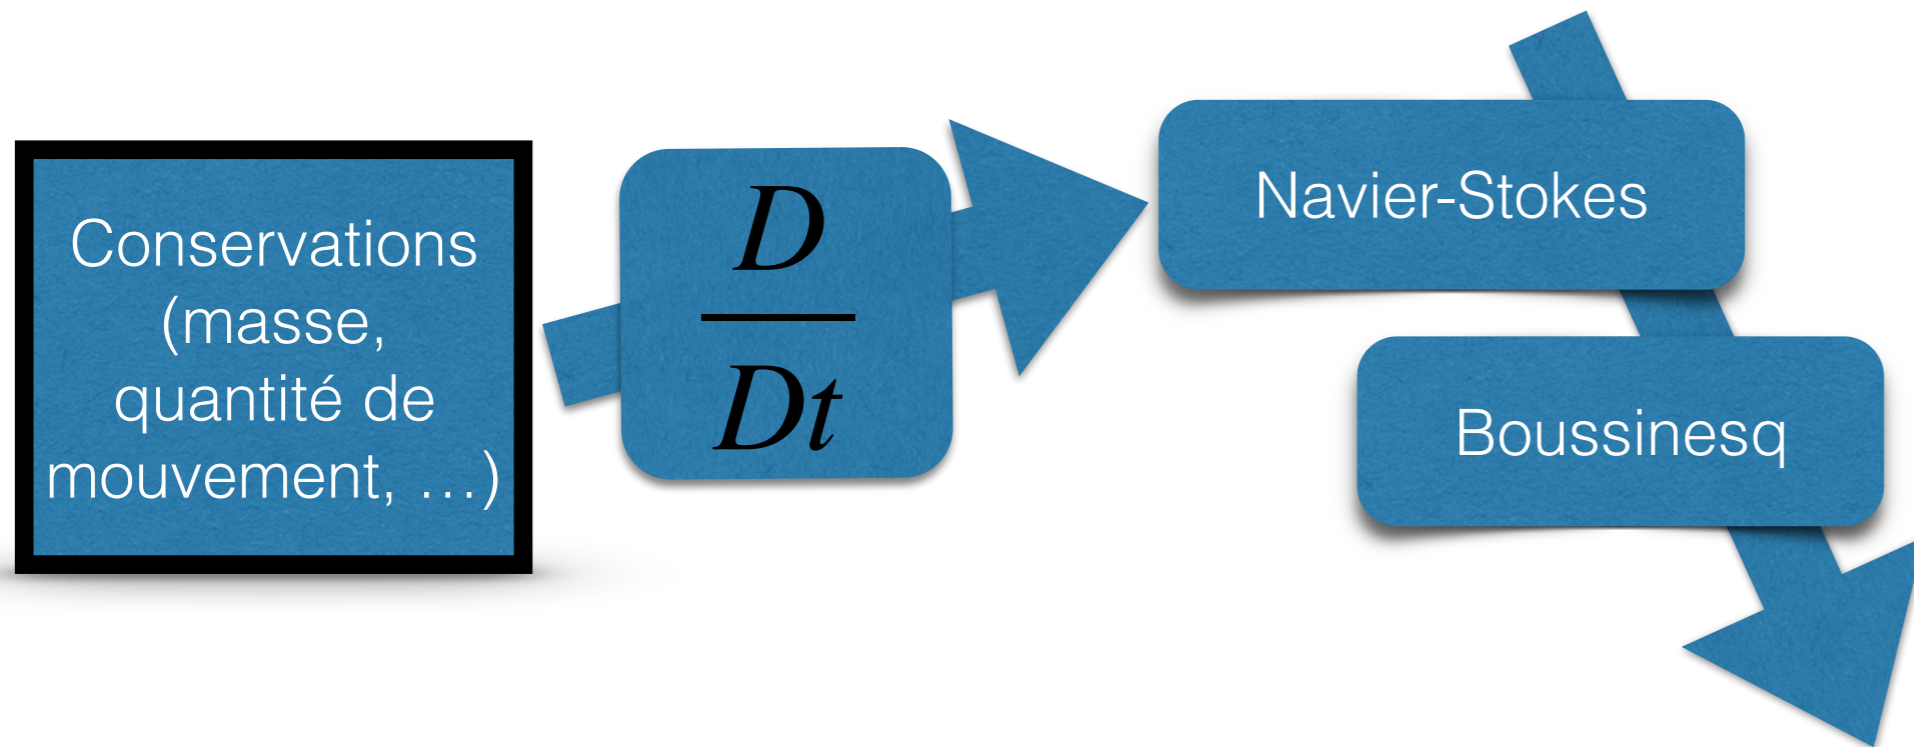 Conservations
(masse,
quantité de
mouvement, …)
D
Dt
Navier-Stokes
Boussinesq